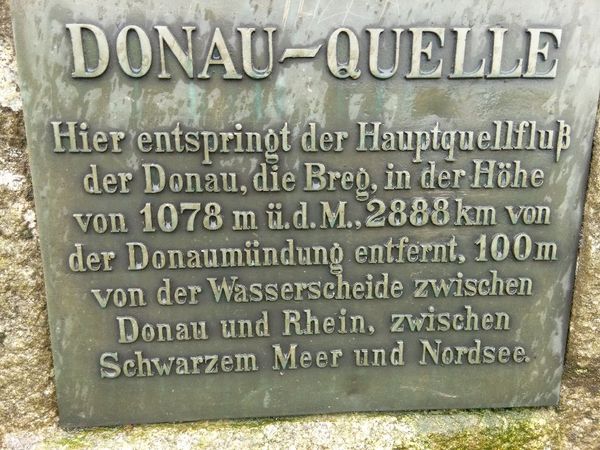 DONAU-QUELLE
Hier entspringt der Hauptquellfluß
der Donau, die Breg, in der Höhe
von 1078 m ü.d.M., 2888 km von
der Donaumündung entfernt, 100 m
von der Wasserscheide zwischen
Donau und Rhein, zwischen
Schwarzem Meer und Nordsee.